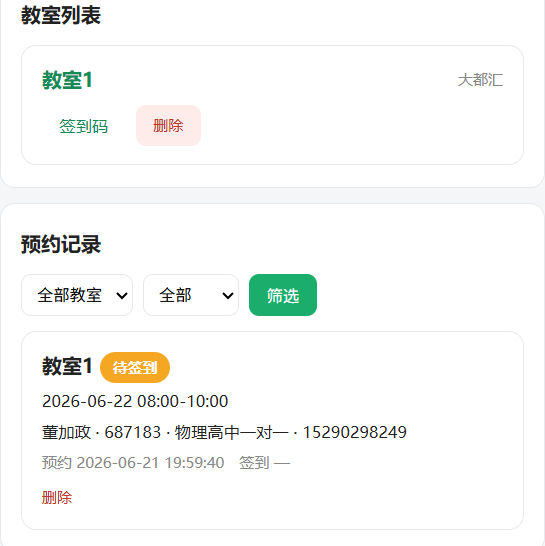 教室列表
教室1
大都汇
签到码 删除
预约记录
全部教室 全部 筛选
教室1 待签到
2026-06-22 08:00-10:00
董加政 · 687183 · 物理高中一对一 · 15290298249
预约 2026-06-21 19:59:40 签到 —
删除